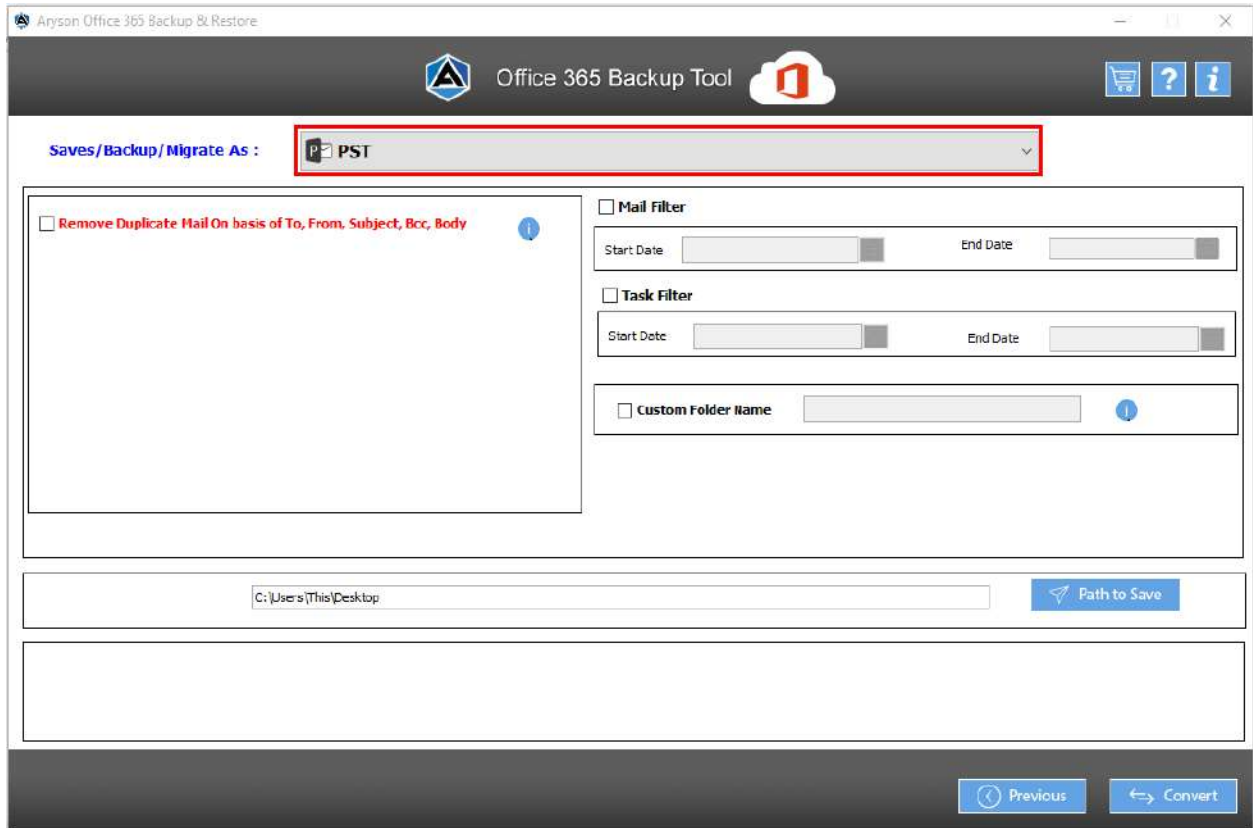 Aryson Office 365 Backup & Restore
Office 365 Backup Tool
Saves/Backup/Migrate As :
PST
Remove Duplicate Mail On basis of To, From, Subject, Bcc, Body
Mail Filter
Start Date
End Date
Task Filter
Start Date
End Date
Custom Folder Name
C:\Users\This\Desktop
Path to Save
Previous
Convert